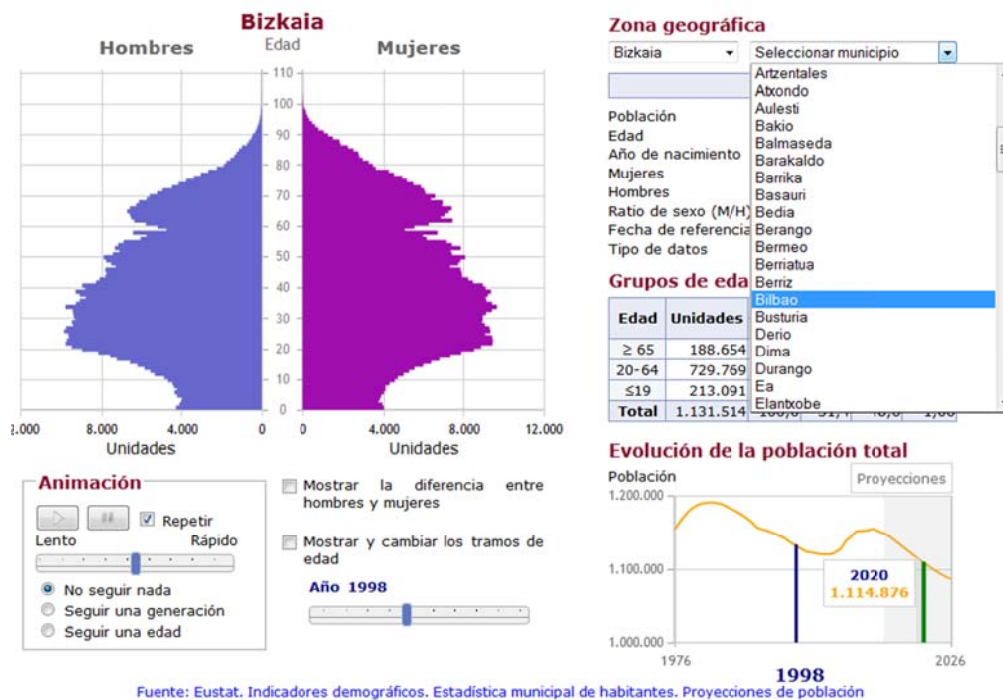 Bizkaia
Hombres Edad Mujeres
110
100
90
80
70
60
50
40
30
20
10
0
.000 8.000 4.000 0 0 4.000 8.000 12.000
Unidades Unidades
Animación
Repetir
Lento Rápido
No seguir nada
Seguir una generación
Seguir una edad
Mostrar la diferencia entre
hombres y mujeres
Mostrar y cambiar los tramos de
edad
Año 1998
Zona geográfica
Bizkaia Seleccionar municipio
Artzentales
Atxondo
Aulesti
Bakio
Balmaseda
Barakaldo
Barrika
Basauri
Bedia
Berango
Bermeo
Berriatua
Berriz
Bilbao
Busturia
Derio
Dima
Durango
Ea
Elantxobe
Población
Edad
Año de nacimiento
Mujeres
Hombres
Ratio de sexo (M/H)
Fecha de referencia
Tipo de datos
Grupos de eda
Edad Unidades
≥ 65 188.654
20-64 729.769
≤19 213.091
Total 1.131.514
Evolución de la población total
Población Proyecciones
1.200.000
1.100.000
1.000.000
2020
1.114.876
1976 2026
1998
Fuente: Eustat. Indicadores demográficos. Estadística municipal de habitantes. Proyecciones de población